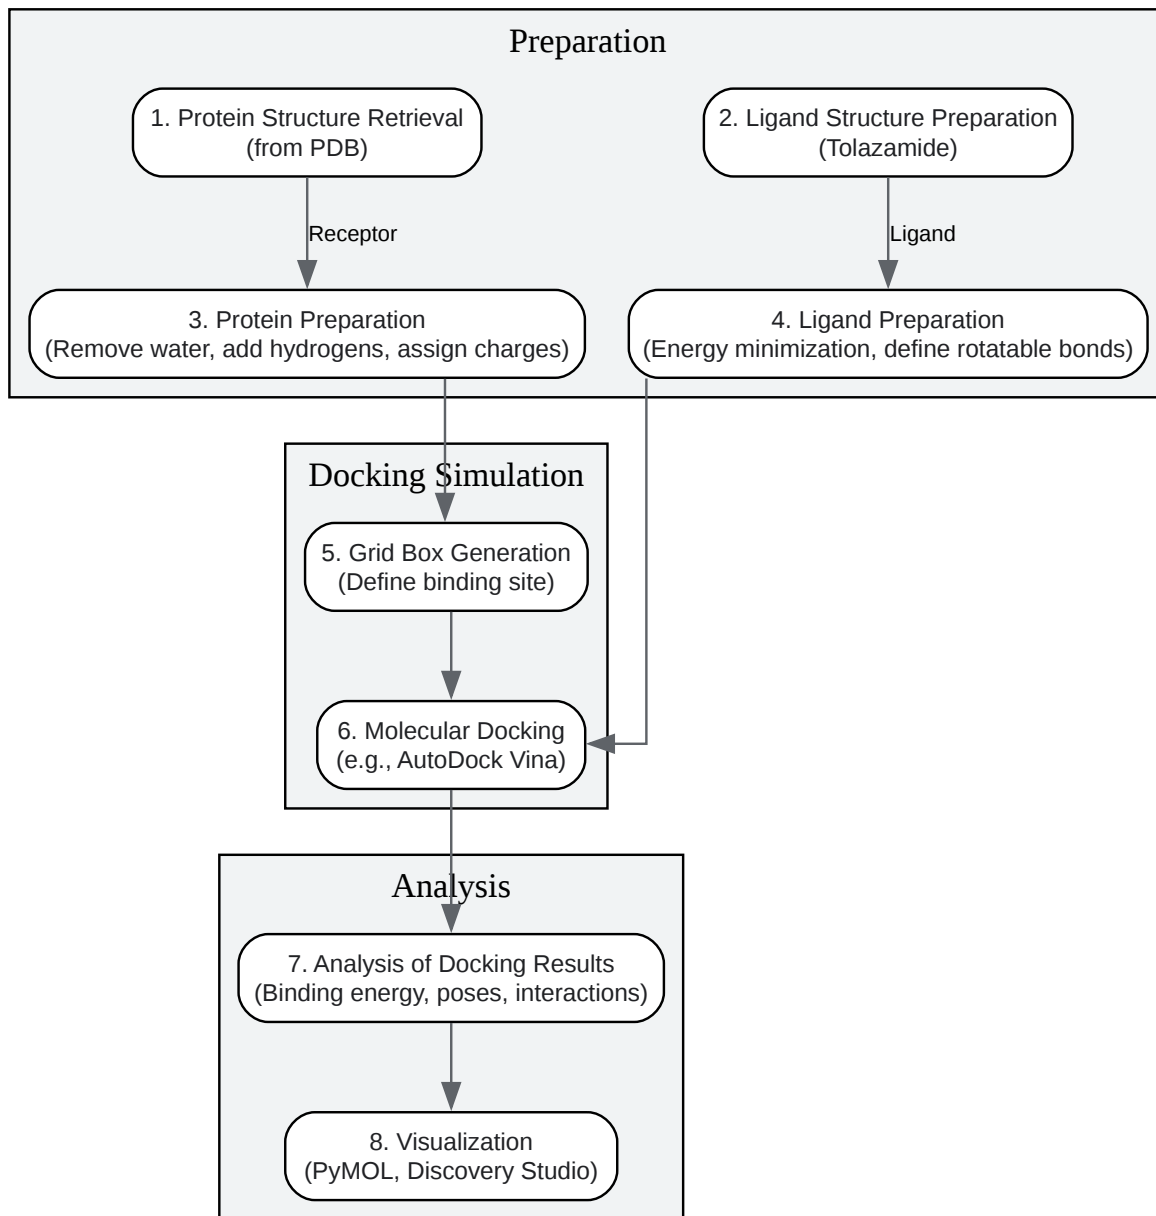 Preparation
1. Protein Structure Retrieval
(from PDB)
2. Ligand Structure Preparation
(Tolazamide)
Receptor
Ligand
3. Protein Preparation
(Remove water, add hydrogens, assign charges)
4. Ligand Preparation
(Energy minimization, define rotatable bonds)
Docking Simulation
5. Grid Box Generation
(Define binding site)
6. Molecular Docking
(e.g., AutoDock Vina)
Analysis
7. Analysis of Docking Results
(Binding energy, poses, interactions)
8. Visualization
(PyMOL, Discovery Studio)